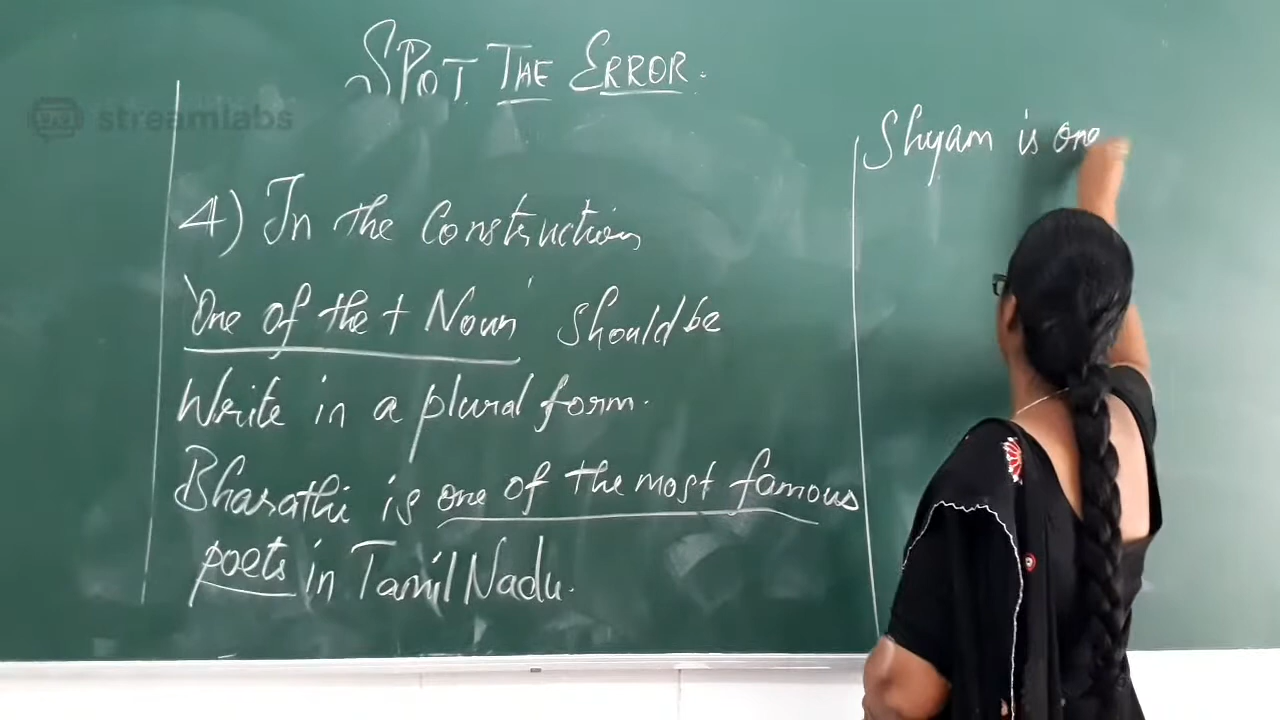 SPOT THE ERROR.
streamlabs
4) In the Construction
'One of the + Noun' should be
Write in a plural form.
Bharathi is one of the most famous
poets in Tamil Nadu.
Shyam is one